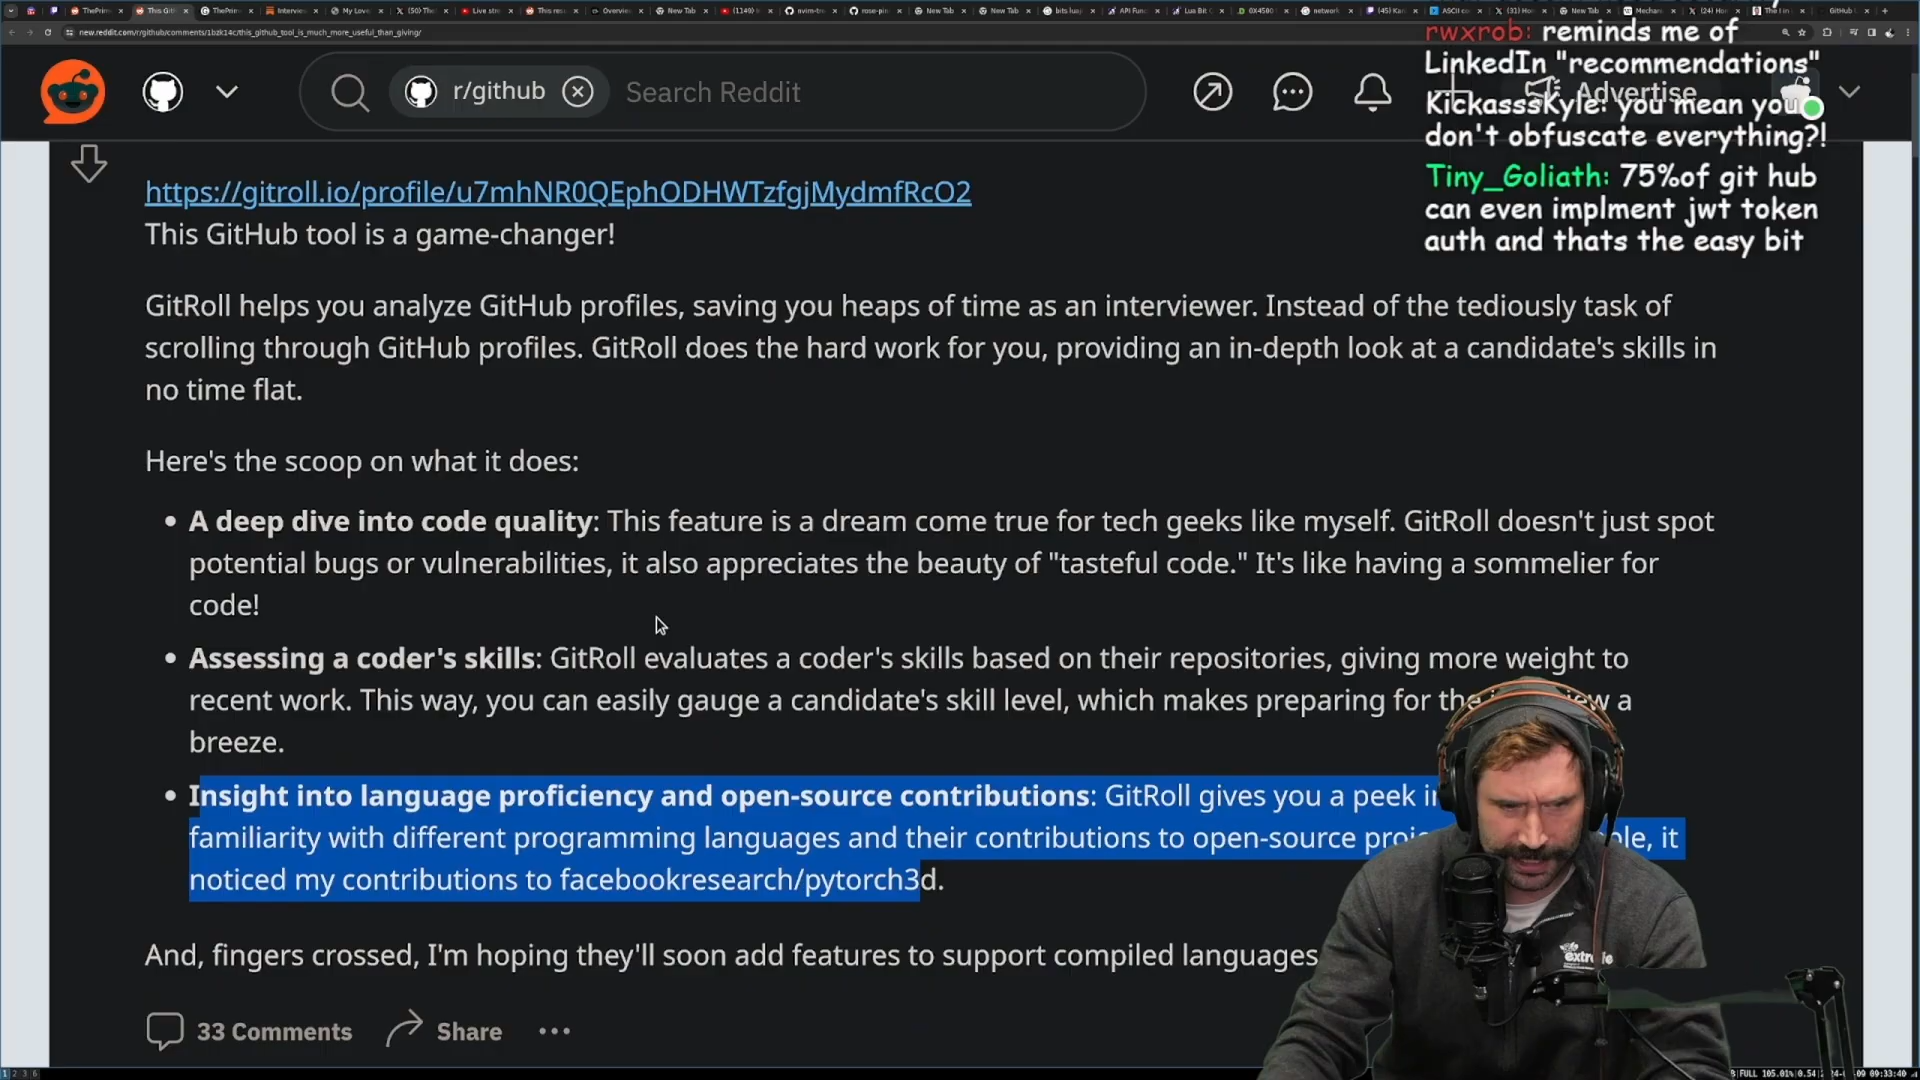 new.reddit.com/r/github/comments/1bzk14c/this_github_tool_is_much_more_useful_than_giving/
r/github
Search Reddit
Advertise
rwxrob: reminds me of
LinkedIn "recommendations"
KickasssKyle: you mean you
don't obfuscate everything?!
Tiny_Goliath: 75%of git hub
can even implment jwt token
auth and thats the easy bit
https://gitroll.io/profile/u7mhNR0QEphODHWTzfgjMydmfRcO2
This GitHub tool is a game-changer!
GitRoll helps you analyze GitHub profiles, saving you heaps of time as an interviewer. Instead of the tediously task of
scrolling through GitHub profiles. GitRoll does the hard work for you, providing an in-depth look at a candidate's skills in
no time flat.
Here's the scoop on what it does:
• A deep dive into code quality: This feature is a dream come true for tech geeks like myself. GitRoll doesn't just spot
potential bugs or vulnerabilities, it also appreciates the beauty of "tasteful code." It's like having a sommelier for
code!
• Assessing a coder's skills: GitRoll evaluates a coder's skills based on their repositories, giving more weight to
recent work. This way, you can easily gauge a candidate's skill level, which makes preparing for the a
breeze.
• Insight into language proficiency and open-source contributions: GitRoll gives you a peek
familiarity with different programming languages and their contributions to open-source it
noticed my contributions to facebookresearch/pytorch3d.
And, fingers crossed, I'm hoping they'll soon add features to support compiled languages
33 Comments
Share